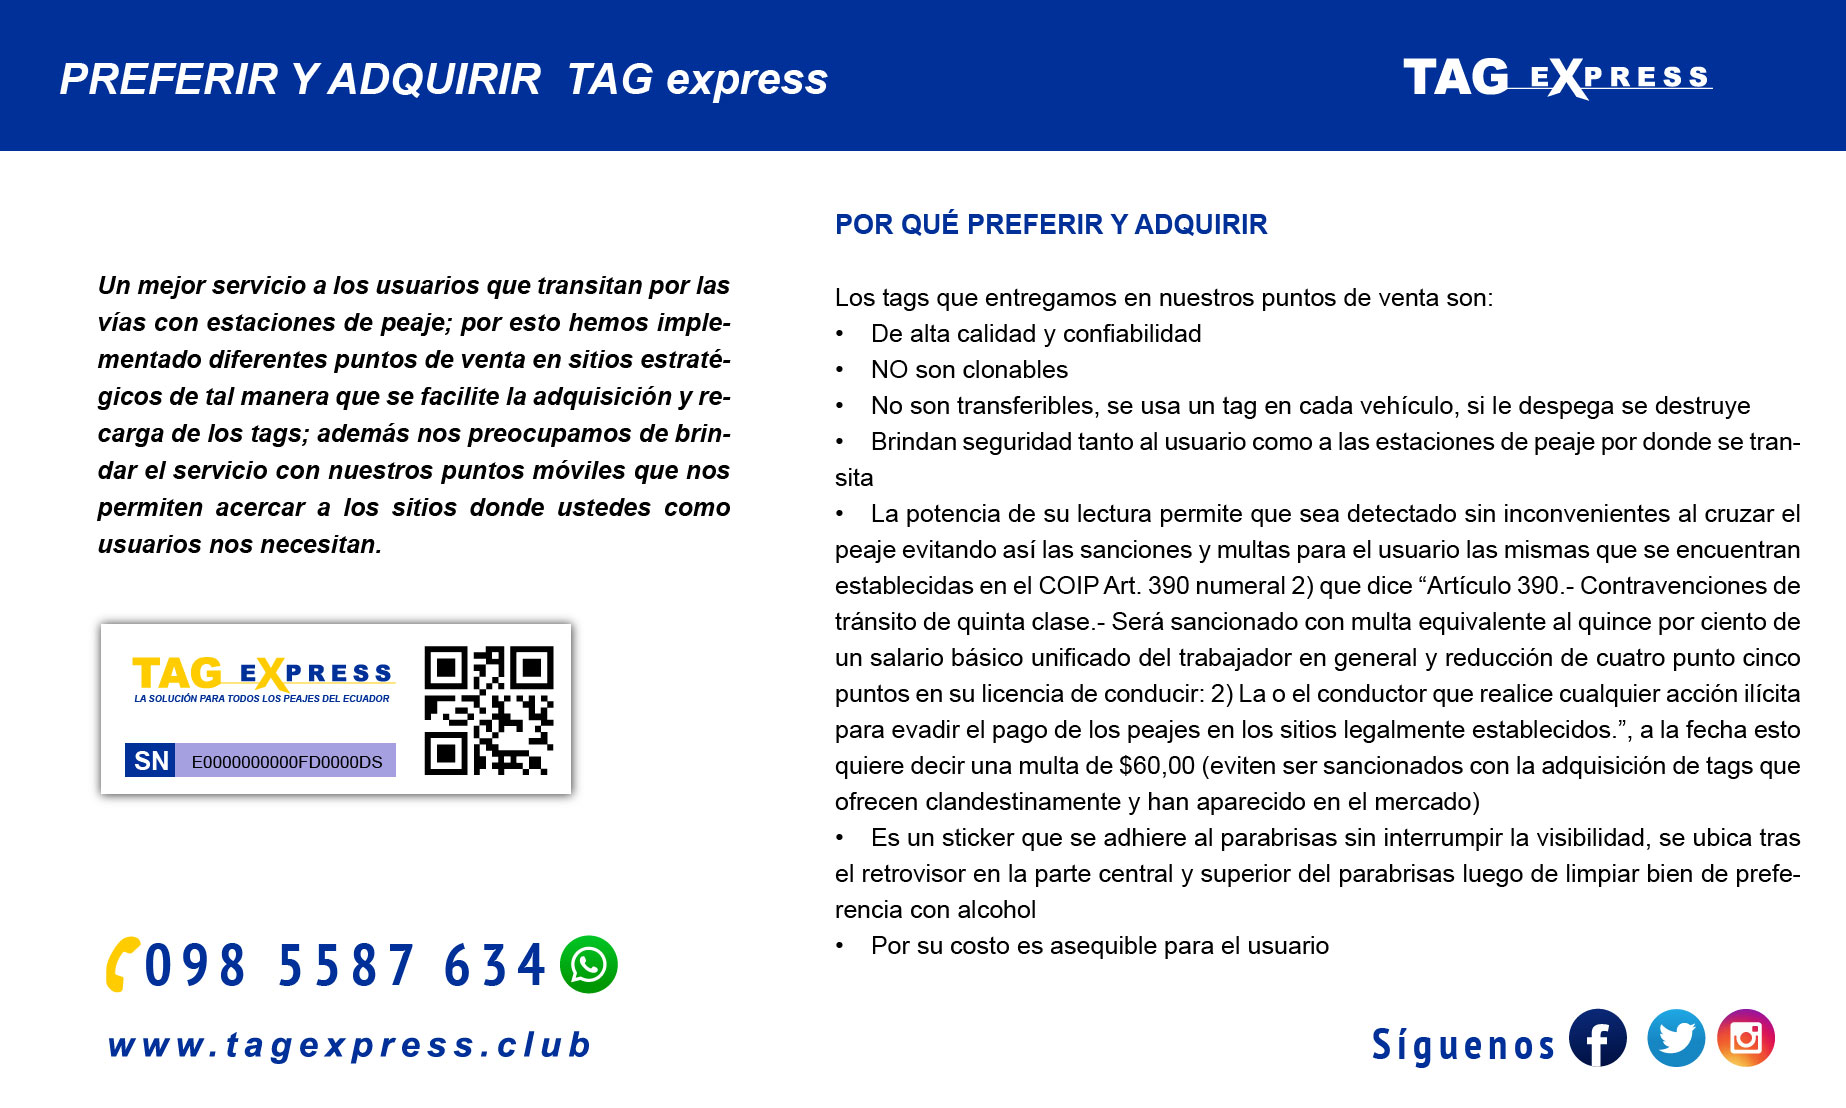 PREFERIR Y ADQUIRIR TAG express
TAG EXPRESS
Un mejor servicio a los usuarios que transitan por las
vías con estaciones de peaje; por esto hemos imple-
mentado diferentes puntos de venta en sitios estraté-
gicos de tal manera que se facilite la adquisición y re-
carga de los tags; además nos preocupamos de brin-
dar el servicio con nuestros puntos móviles que nos
permiten acercar a los sitios donde ustedes como
usuarios nos necesitan.
TAG EXPRESS
LA SOLUCIÓN PARA TODOS LOS PEAJES DEL ECUADOR
SN E0000000000FD0000DS
098 5587 634
www.tagexpress.club
POR QUÉ PREFERIR Y ADQUIRIR
Los tags que entregamos en nuestros puntos de venta son:
• De alta calidad y confiabilidad
• NO son clonables
• No son transferibles, se usa un tag en cada vehículo, si le despega se destruye
• Brindan seguridad tanto al usuario como a las estaciones de peaje por donde se tran-
sita
• La potencia de su lectura permite que sea detectado sin inconvenientes al cruzar el
peaje evitando así las sanciones y multas para el usuario las mismas que se encuentran
establecidas en el COIP Art. 390 numeral 2) que dice “Artículo 390.- Contravenciones de
tránsito de quinta clase.- Será sancionado con multa equivalente al quince por ciento de
un salario básico unificado del trabajador en general y reducción de cuatro punto cinco
puntos en su licencia de conducir: 2) La o el conductor que realice cualquier acción ilícita
para evadir el pago de los peajes en los sitios legalmente establecidos.”, a la fecha esto
quiere decir una multa de $60,00 (eviten ser sancionados con la adquisición de tags que
ofrecen clandestinamente y han aparecido en el mercado)
• Es un sticker que se adhiere al parabrisas sin interrumpir la visibilidad, se ubica tras
el retrovisor en la parte central y superior del parabrisas luego de limpiar bien de prefe-
rencia con alcohol
• Por su costo es asequible para el usuario
Síguenos